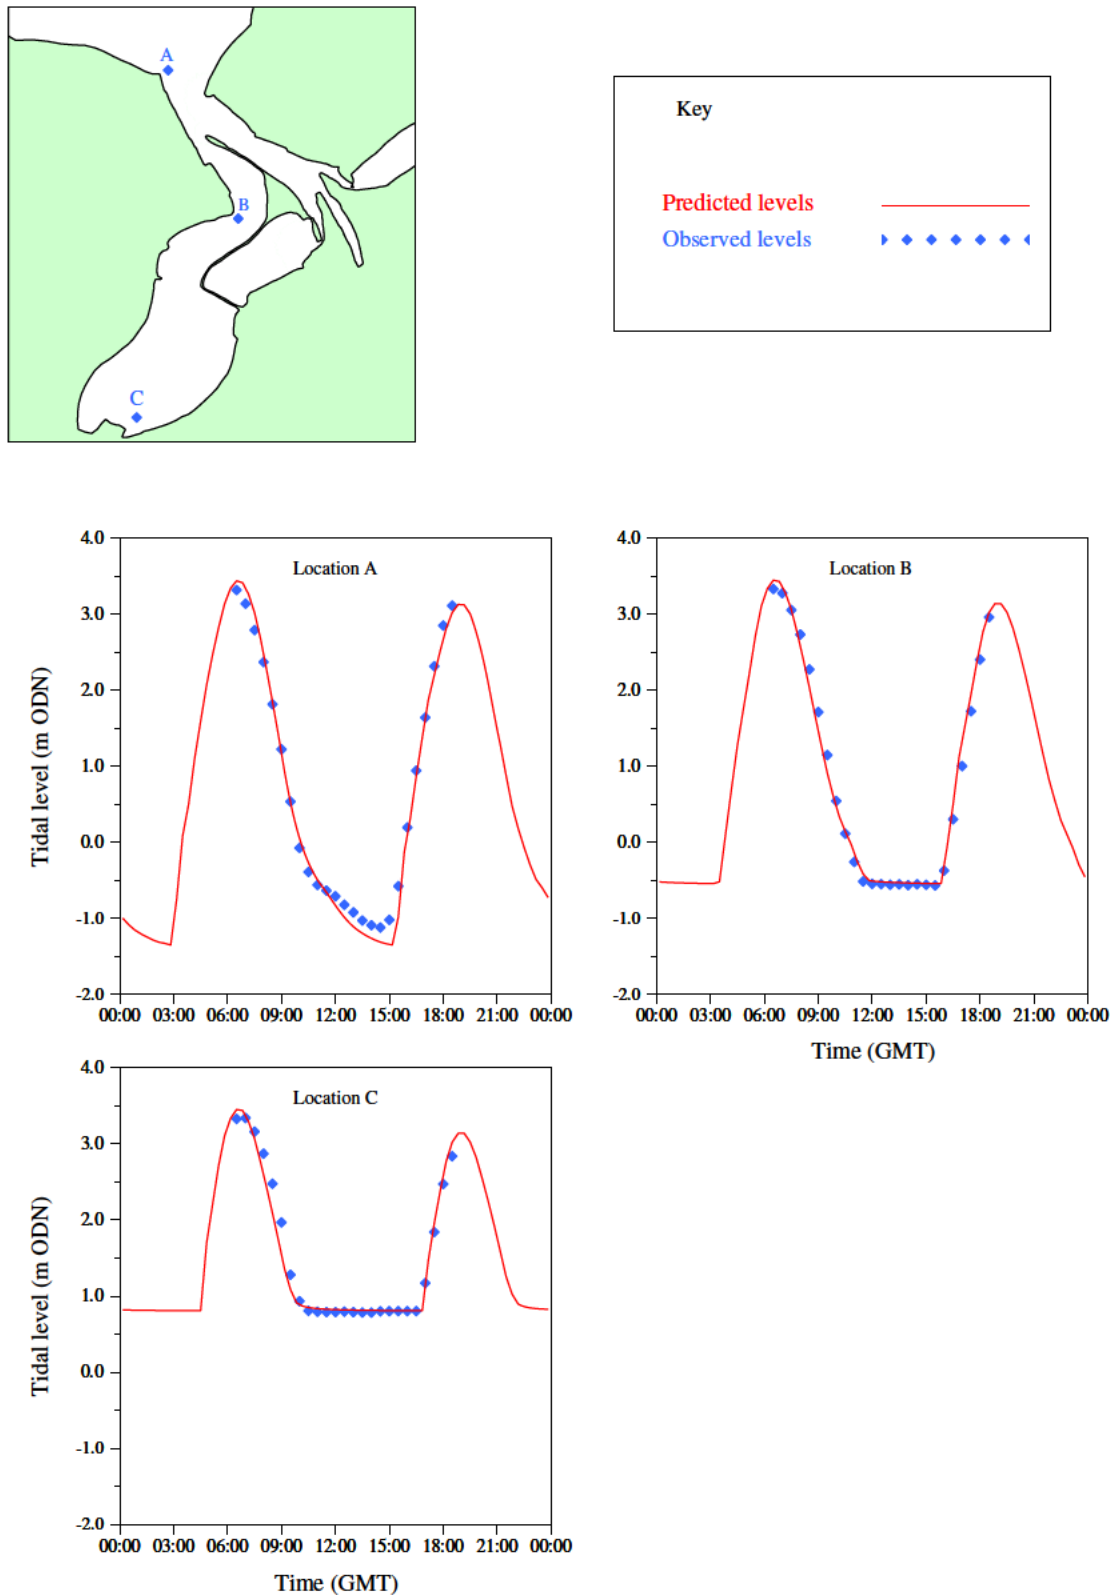 A
B
C
Key
Predicted levels
Observed levels
Location A
Tidal level (m ODN)
4.0
3.0
2.0
1.0
0.0
-1.0
-2.0
00:00 03:00 06:00 09:00 12:00 15:00 18:00 21:00 00:00
Location B
4.0
3.0
2.0
1.0
0.0
-1.0
-2.0
00:00 03:00 06:00 09:00 12:00 15:00 18:00 21:00 00:00
Time (GMT)
Location C
Tidal level (m ODN)
4.0
3.0
2.0
1.0
0.0
-1.0
-2.0
00:00 03:00 06:00 09:00 12:00 15:00 18:00 21:00 00:00
Time (GMT)